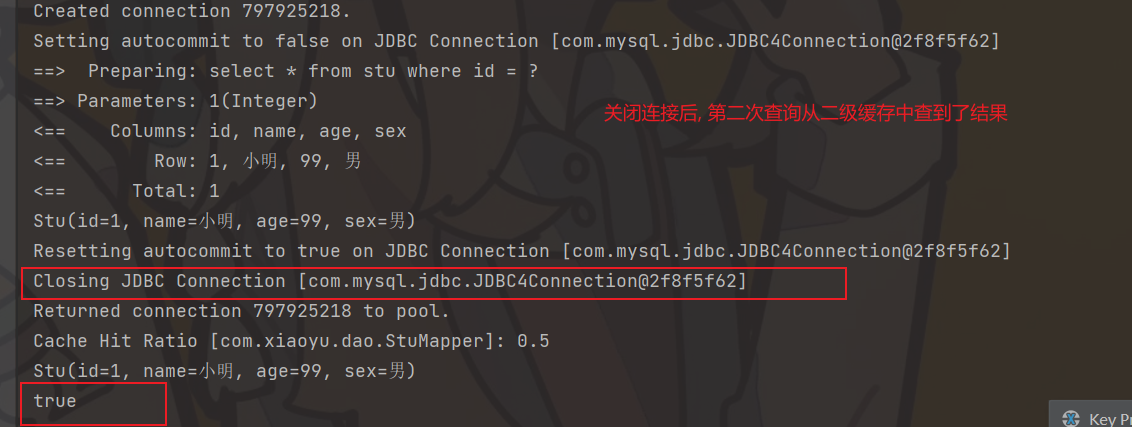 Created connection 797925218.
Setting autocommit to false on JDBC Connection [com.mysql.jdbc.JDBC4Connection@2f8f5f62]
==>  Preparing: select * from stu where id = ?
==> Parameters: 1(Integer)
关闭连接后, 第二次查询从二级缓存中查到了结果
<==    Columns: id, name, age, sex
<==        Row: 1, 小明, 99, 男
<==      Total: 1
Stu(id=1, name=小明, age=99, sex=男)
Resetting autocommit to true on JDBC Connection [com.mysql.jdbc.JDBC4Connection@2f8f5f62]
Closing JDBC Connection [com.mysql.jdbc.JDBC4Connection@2f8f5f62]
Returned connection 797925218 to pool.
Cache Hit Ratio [com.xiaoyu.dao.StuMapper]: 0.5
Stu(id=1, name=小明, age=99, sex=男)
true
Key Pr